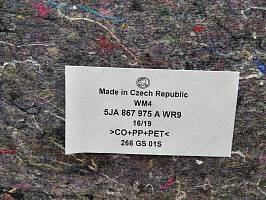 Made in Czech Republic
WM4
5JA 867 975 A WR9
16/19
>CO+PP+PET<
266 GS 01S